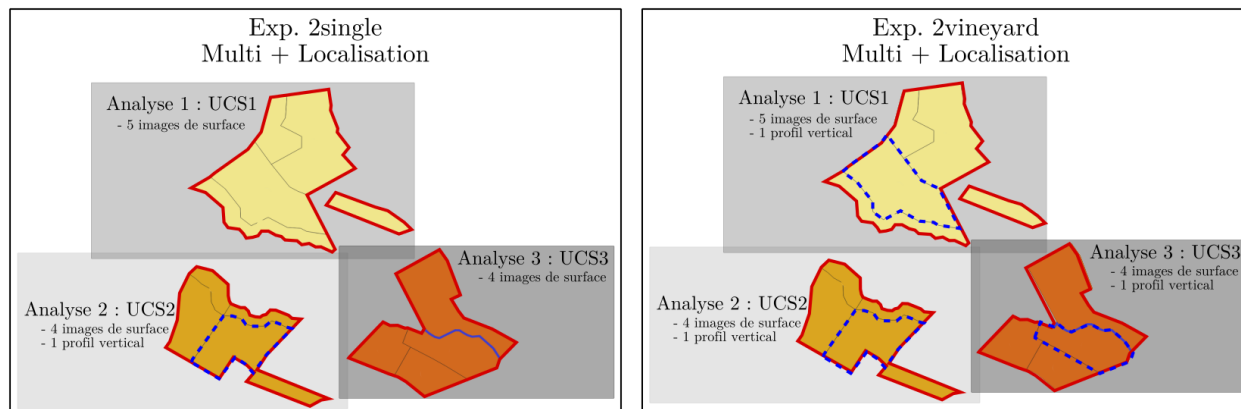 Exp. 2single
Multi + Localisation
Analyse 1 : UCS1
- 5 images de surface
Analyse 3 : UCS3
- 4 images de surface
Analyse 2 : UCS2
- 4 images de surface
- 1 profil vertical
Exp. 2vineyard
Multi + Localisation
Analyse 1 : UCS1
- 5 images de surface
- 1 profil vertical
Analyse 3 : UCS3
- 4 images de surface
- 1 profil vertical
Analyse 2 : UCS2
- 4 images de surface
- 1 profil vertical